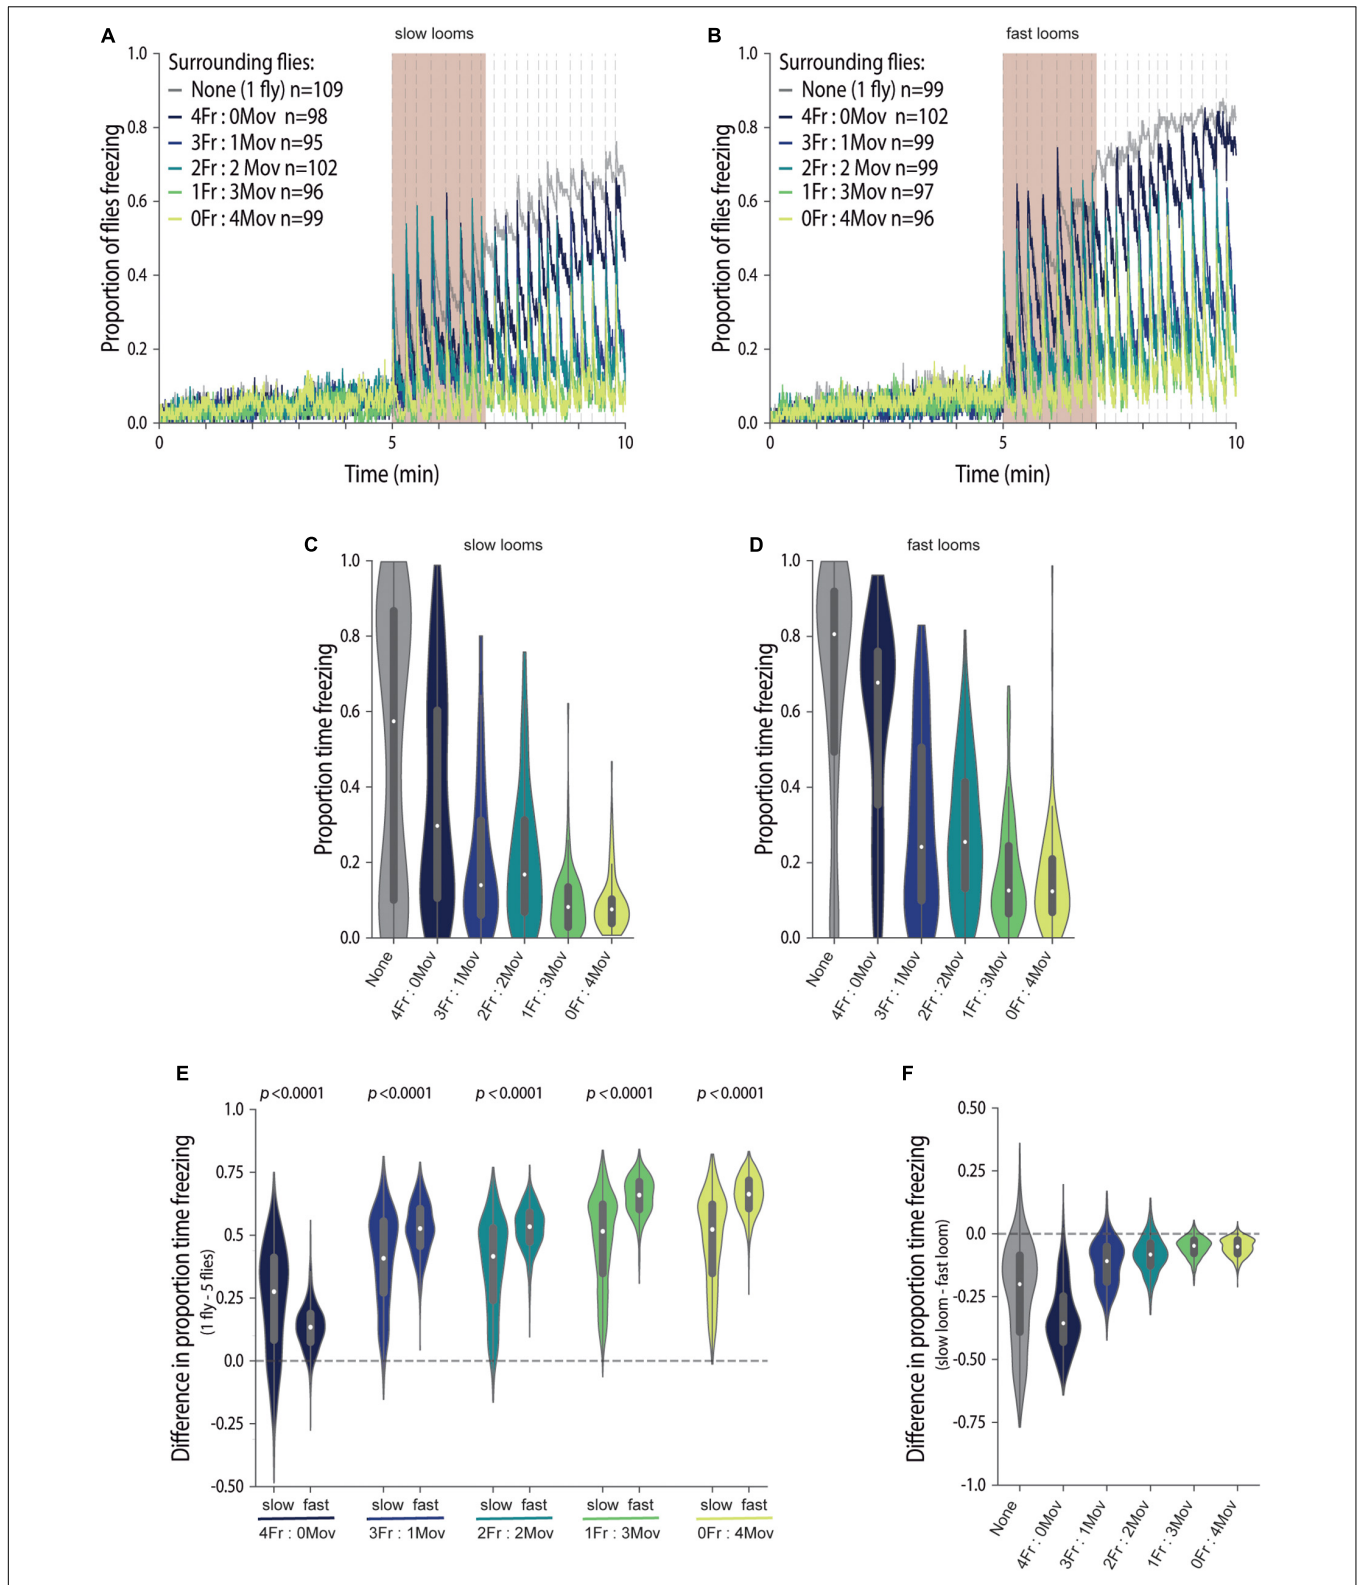 A
slow looms
Proportion of flies freezing
1.0
0.8
0.6
0.4
0.2
0.0
Surrounding flies:
None (1 fly) n=109
4Fr : 0Mov n=98
3Fr : 1Mov n=95
2Fr : 2 Mov n=102
1Fr : 3Mov n=96
0Fr : 4Mov n=99
0
5
10
Time (min)
B
fast looms
Proportion of flies freezing
1.0
0.8
0.6
0.4
0.2
0.0
Surrounding flies:
None (1 fly) n=99
4Fr : 0Mov n=102
3Fr : 1Mov n=99
2Fr : 2 Mov n=99
1Fr : 3Mov n=97
0Fr : 4Mov n=96
0
5
10
Time (min)
C
slow looms
Proportion time freezing
1.0
0.8
0.6
0.4
0.2
0.0
None
4Fr : 0Mov
3Fr : 1Mov
2Fr : 2Mov
1Fr : 3Mov
0Fr : 4Mov
D
fast looms
Proportion time freezing
1.0
0.8
0.6
0.4
0.2
0.0
None
4Fr : 0Mov
3Fr : 1Mov
2Fr : 2Mov
1Fr : 3Mov
0Fr : 4Mov
E
p<0.0001
p<0.0001
p<0.0001
p<0.0001
p<0.0001
Difference in proportion time freezing
(1 fly - 5 flies)
1.0
0.75
0.5
0.25
0.0
-0.25
-0.50
slow fast
slow fast
slow fast
slow fast
slow fast
4Fr : 0Mov
3Fr : 1Mov
2Fr : 2Mov
1Fr : 3Mov
0Fr : 4Mov
F
Difference in proportion time freezing
(slow loom - fast loom)
0.50
0.25
0.0
-0.25
-0.50
-0.75
-1.0
None
4Fr : 0Mov
3Fr : 1Mov
2Fr : 2Mov
1Fr : 3Mov
0Fr : 4Mov